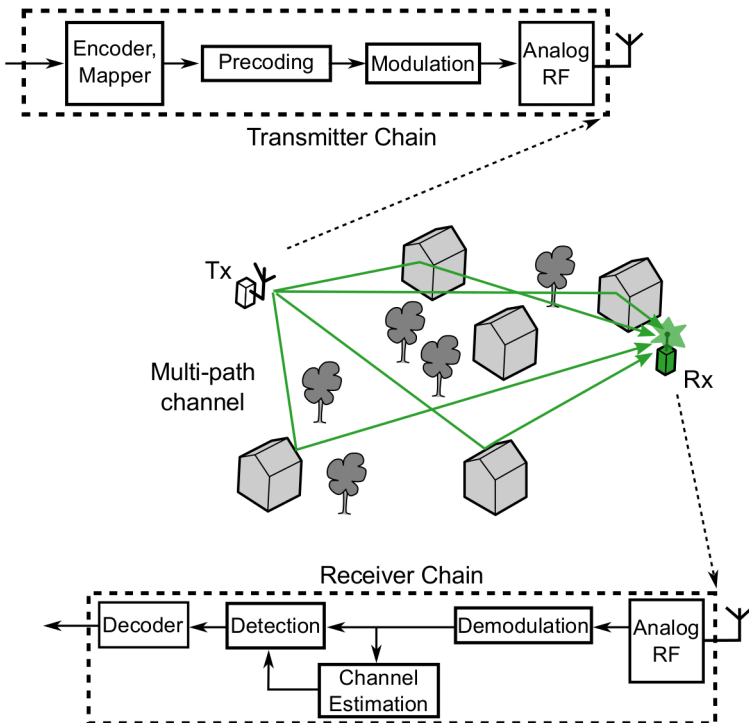 Encoder,
Mapper
Precoding
Modulation
Analog
RF
Transmitter Chain
Tx
Multi-path
channel
Rx
Receiver Chain
Decoder
Detection
Demodulation
Analog
RF
Channel
Estimation